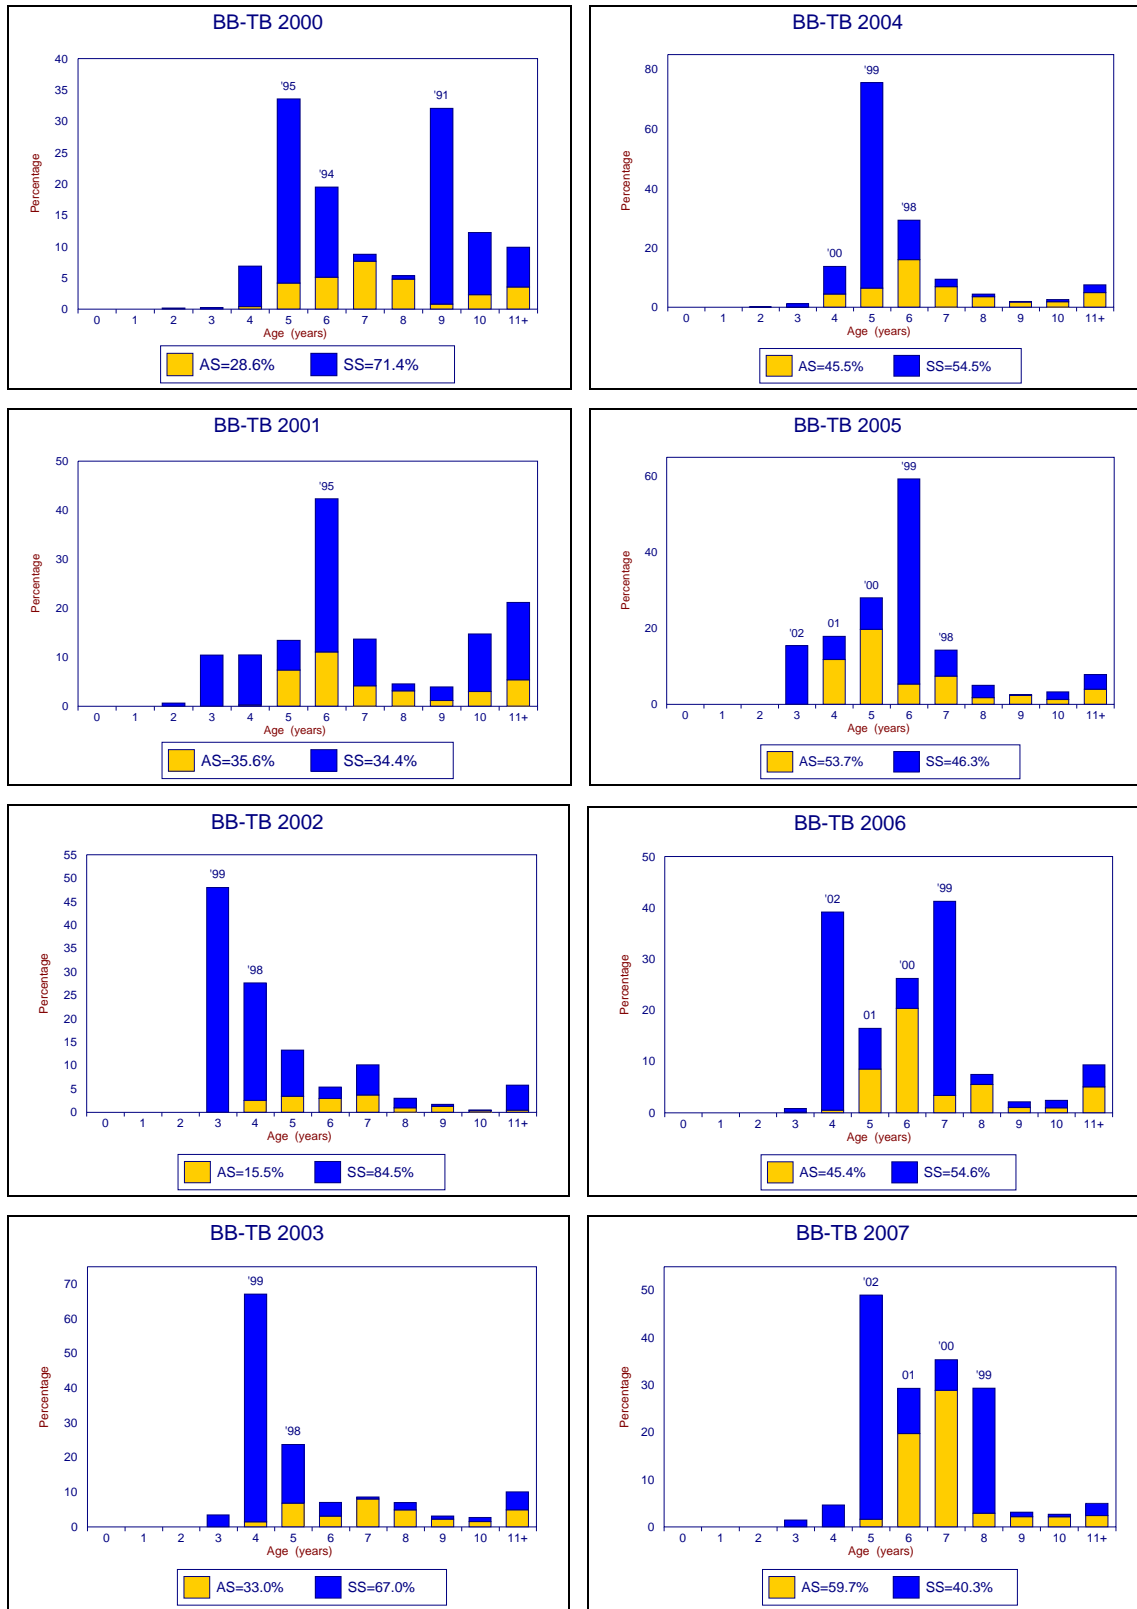 BB-TB 2000
40
35
30
25
20
15
10
5
0
Percentage
'95
'94
'91
0 1 2 3 4 5 6 7 8 9 10 11+
Age (years)
AS=28.6% SS=71.4%
BB-TB 2004
80
60
40
20
0
Percentage
'99
'98
'00
0 1 2 3 4 5 6 7 8 9 10 11+
Age (years)
AS=45.5% SS=54.5%
BB-TB 2001
50
40
30
20
10
0
Percentage
'95
0 1 2 3 4 5 6 7 8 9 10 11+
Age (years)
AS=35.6% SS=34.4%
BB-TB 2005
60
40
20
0
Percentage
'99
'00
'02 01 '98
0 1 2 3 4 5 6 7 8 9 10 11+
Age (years)
AS=53.7% SS=46.3%
BB-TB 2002
55
50
45
40
35
30
25
20
15
10
5
0
Percentage
'99
'98
0 1 2 3 4 5 6 7 8 9 10 11+
Age (years)
AS=15.5% SS=84.5%
BB-TB 2006
50
40
30
20
10
0
Percentage
'02 '99
'00
01
0 1 2 3 4 5 6 7 8 9 10 11+
Age (years)
AS=45.4% SS=54.6%
BB-TB 2003
70
60
50
40
30
20
10
0
Percentage
'99
'98
0 1 2 3 4 5 6 7 8 9 10 11+
Age (years)
AS=33.0% SS=67.0%
BB-TB 2007
50
40
30
20
10
0
Percentage
'02
'00
01 '99
0 1 2 3 4 5 6 7 8 9 10 11+
Age (years)
AS=59.7% SS=40.3%